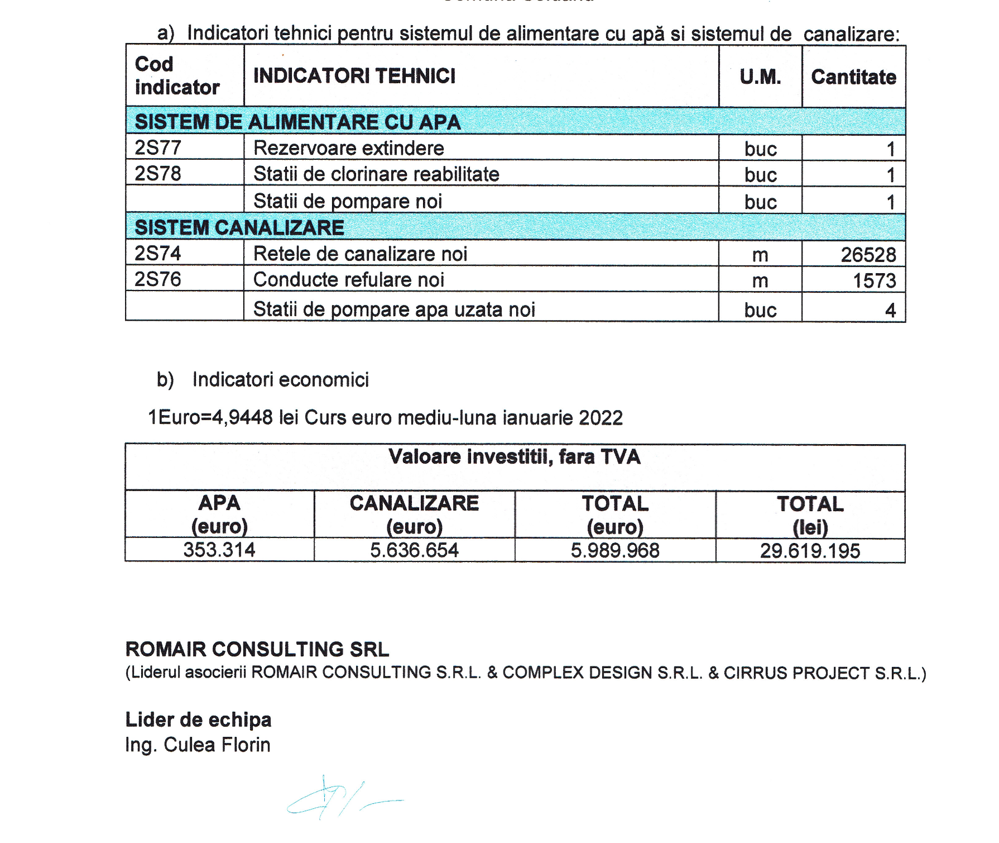 a) Indicatori tehnici pentru sistemul de alimentare cu apă si sistemul de canalizare:
Cod indicator INDICATORI TEHNICI U.M. Cantitate
SISTEM DE ALIMENTARE CU APA
2S77 Rezervoare extindere buc 1
2S78 Statii de clorinare reabilitate buc 1
Statii de pompare noi buc 1
SISTEM CANALIZARE
2S74 Retele de canalizare noi m 26528
2S76 Conducte refulare noi m 1573
Statii de pompare apa uzata noi buc 4
b) Indicatori economici
1Euro=4,9448 lei Curs euro mediu-luna ianuarie 2022
Valoare investitii, fara TVA
APA (euro) CANALIZARE (euro) TOTAL (euro) TOTAL (lei)
353.314 5.636.654 5.989.968 29.619.195
ROMAIR CONSULTING SRL
(Liderul asocierii ROMAIR CONSULTING S.R.L. & COMPLEX DESIGN S.R.L. & CIRRUS PROJECT S.R.L.)
Lider de echipa
Ing. Culea Florin